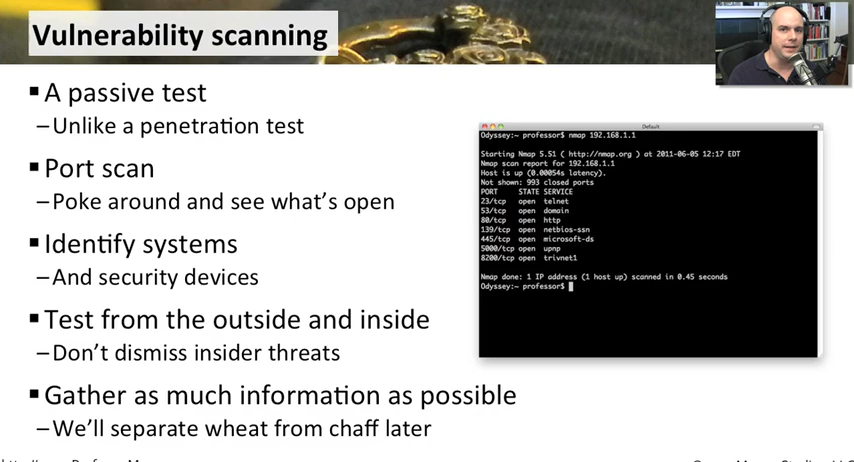 Vulnerability scanning
▪A passive test
–Unlike a penetration test
▪Port scan
–Poke around and see what's open
▪Identify systems
–And security devices
▪Test from the outside and inside
–Don't dismiss insider threats
▪Gather as much information as possible
–We'll separate wheat from chaff later
Default
Odyssey:~ professor$ nmap 192.168.1.1
Starting Nmap 5.51 ( http://nmap.org ) at 2011-06-05 12:17 EDT
Nmap scan report for 192.168.1.1
Host is up (0.00054s latency).
Not shown: 993 closed ports
PORT STATE SERVICE
23/tcp open telnet
53/tcp open domain
80/tcp open http
139/tcp open netbios-ssn
445/tcp open microsoft-ds
5000/tcp open upnp
8200/tcp open trivnet1
Nmap done: 1 IP address (1 host up) scanned in 0.45 seconds
Odyssey:~ professor$